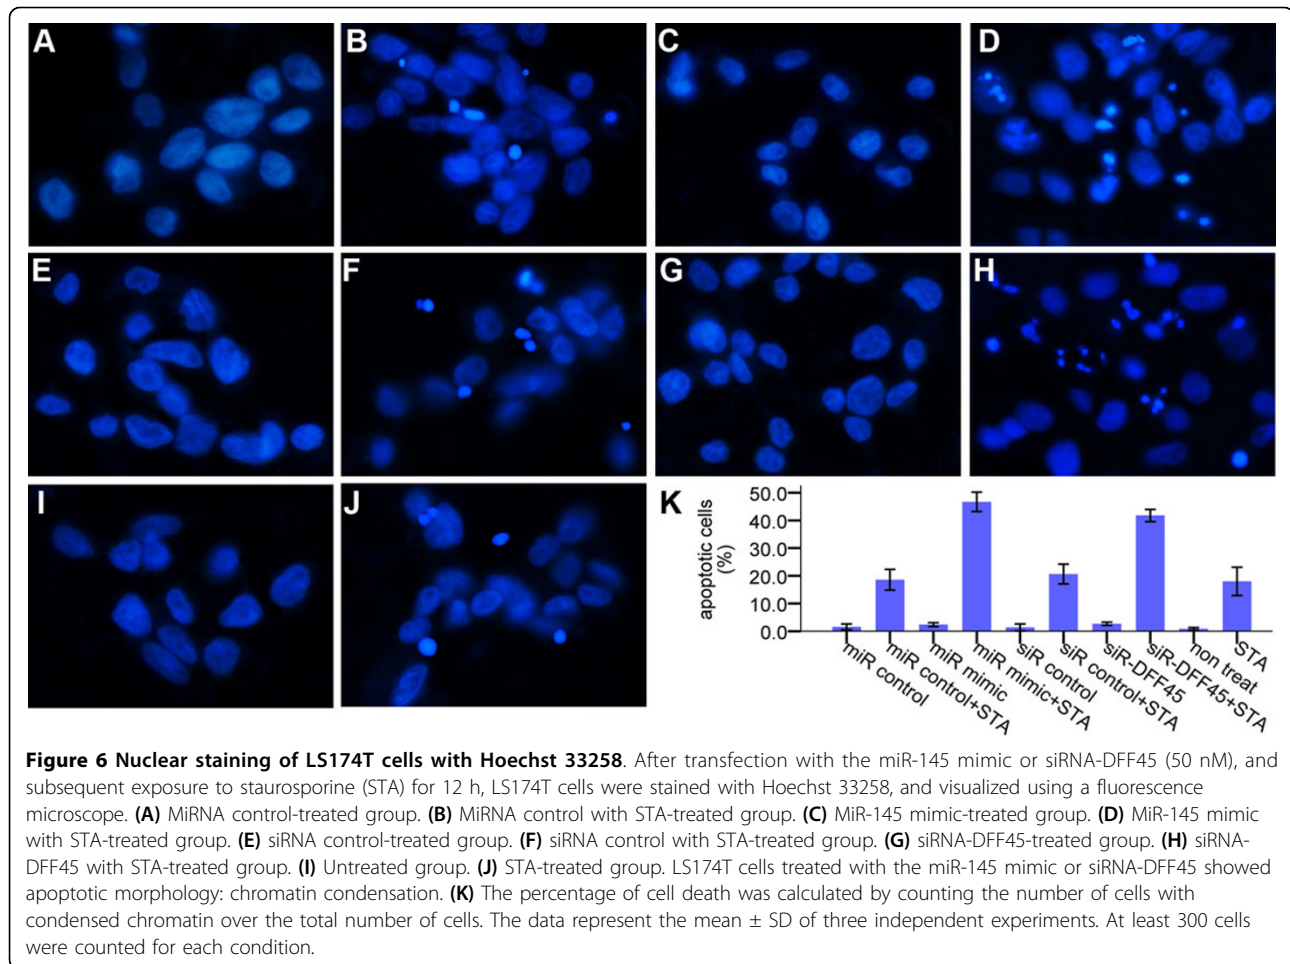 A B C D
E F G H
I J K
apoptotic cells
(%)
50.0
40.0
30.0
20.0
10.0
0.0
miR control
miR control+STA
miR mimic
miR mimic+STA
siR control
siR control+STA
siR-DFF45
siR-DFF45+STA
non treat
STA
Figure 6 Nuclear staining of LS174T cells with Hoechst 33258. After transfection with the miR-145 mimic or siRNA-DFF45 (50 nM), and
subsequent exposure to staurosporine (STA) for 12 h, LS174T cells were stained with Hoechst 33258, and visualized using a fluorescence
microscope. (A) MiRNA control-treated group. (B) MiRNA control with STA-treated group. (C) MiR-145 mimic-treated group. (D) MiR-145 mimic
with STA-treated group. (E) siRNA control-treated group. (F) siRNA control with STA-treated group. (G) siRNA-DFF45-treated group. (H) siRNA-
DFF45 with STA-treated group. (I) Untreated group. (J) STA-treated group. LS174T cells treated with the miR-145 mimic or siRNA-DFF45 showed
apoptotic morphology: chromatin condensation. (K) The percentage of cell death was calculated by counting the number of cells with
condensed chromatin over the total number of cells. The data represent the mean ± SD of three independent experiments. At least 300 cells
were counted for each condition.